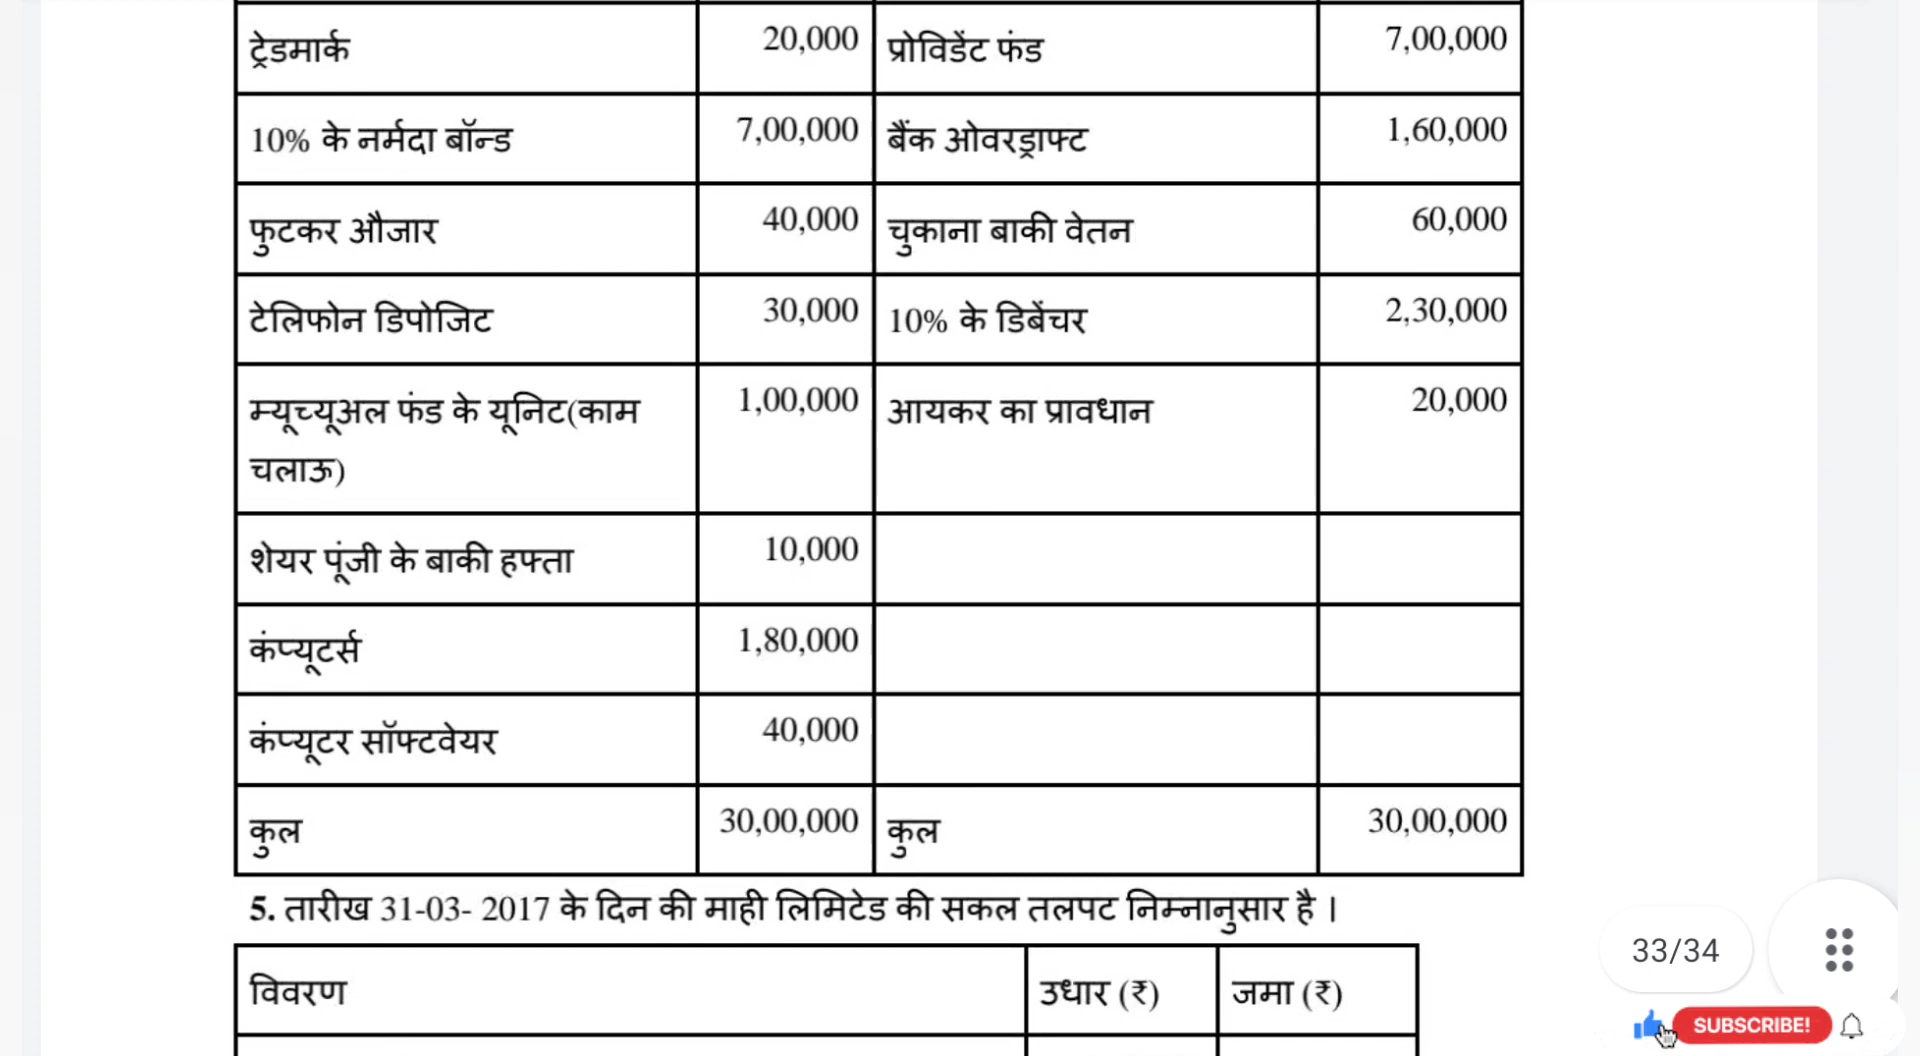 ट्रेडमार्क 20,000 प्रोविडेंट फंड 7,00,000
10% के नर्मदा बॉन्ड 7,00,000 बैंक ओवरड्राफ्ट 1,60,000
फुटकर औजार 40,000 चुकाना बाकी वेतन 60,000
टेलिफोन डिपोजिट 30,000 10% के डिबेंचर 2,30,000
म्यूच्यूअल फंड के यूनिट(काम 1,00,000 आयकर का प्रावधान 20,000
चलाऊ)
शेयर पूंजी के बाकी हफ्ता 10,000
कंप्यूटर्स 1,80,000
कंप्यूटर सॉफ्टवेयर 40,000
कुल 30,00,000 कुल 30,00,000
5. तारीख 31-03- 2017 के दिन की माही लिमिटेड की सकल तलपट निम्नानुसार है ।
विवरण उधार (₹) जमा (₹)
33/34
SUBSCRIBE!